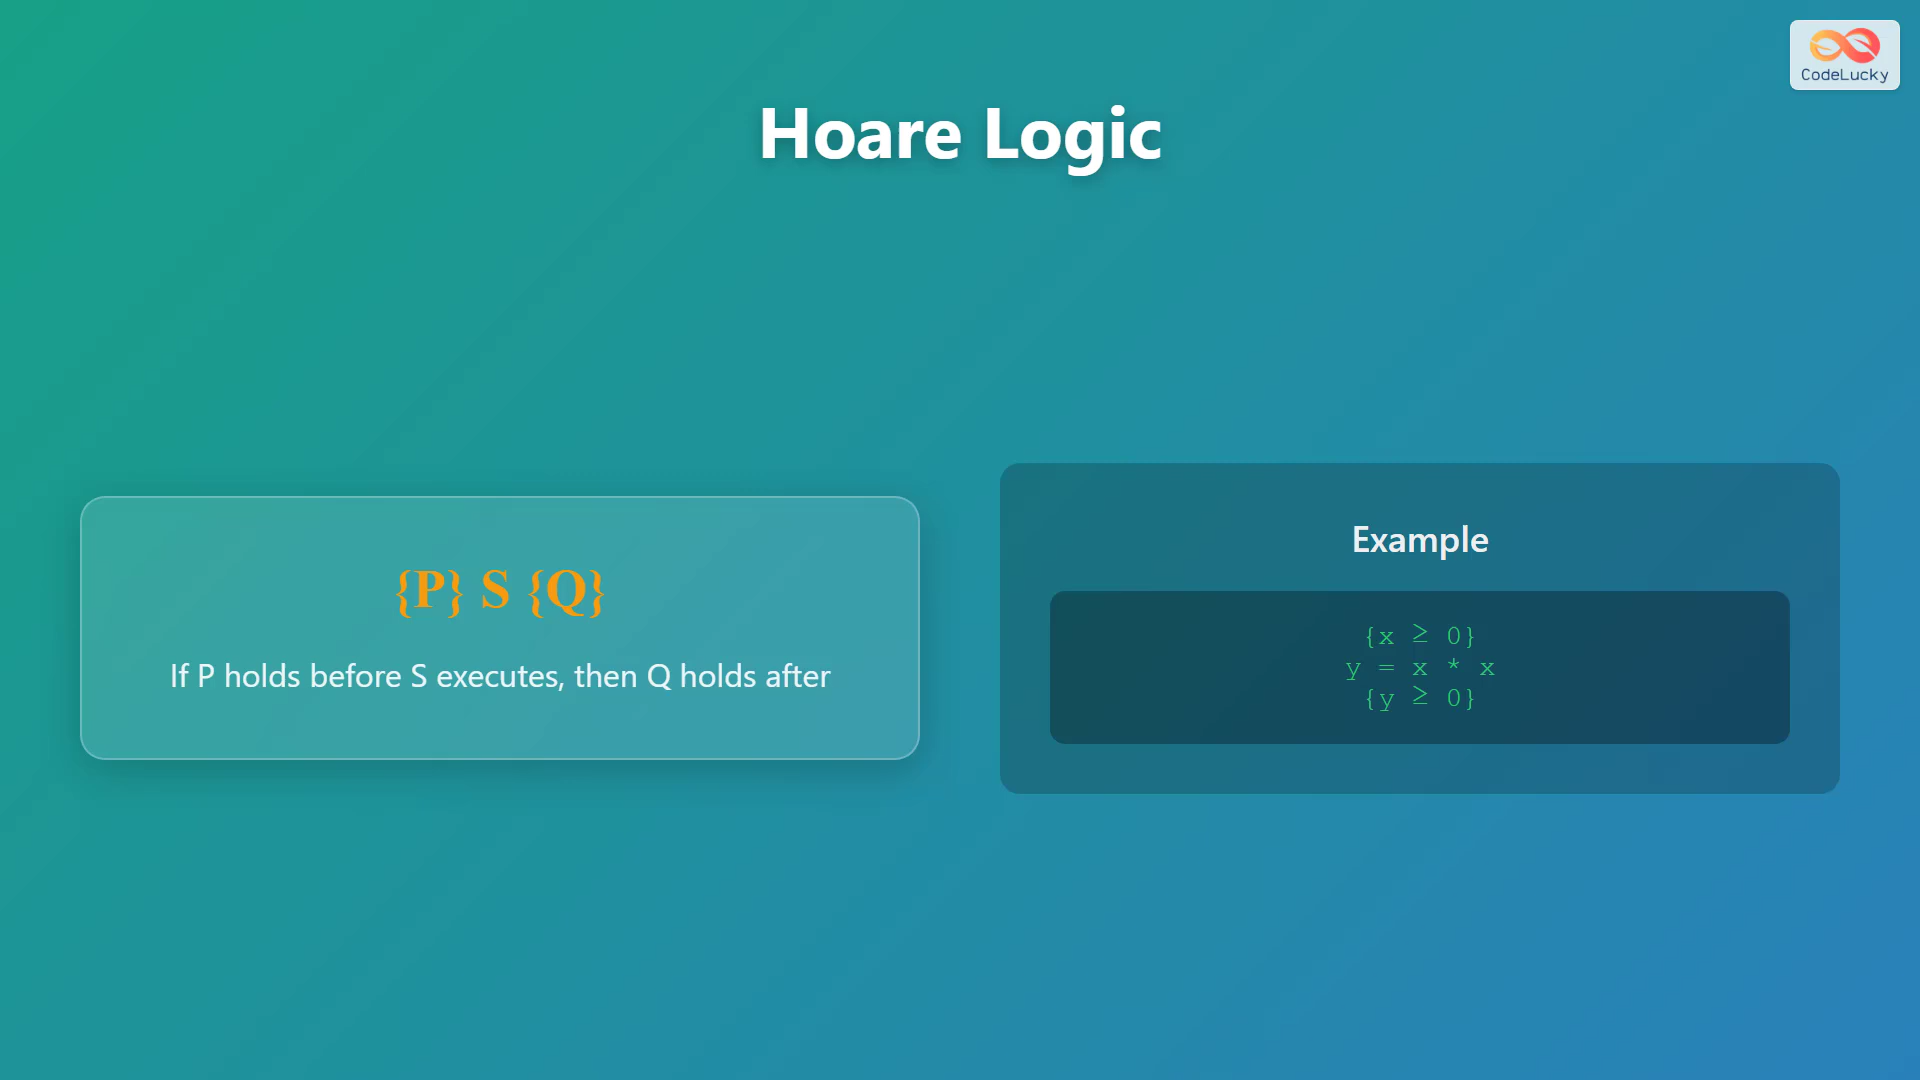 CodeLucky
Hoare Logic
{P} S {Q}
If P holds before S executes, then Q holds after
Example
{x ≥ 0}
y = x * x
{y ≥ 0}